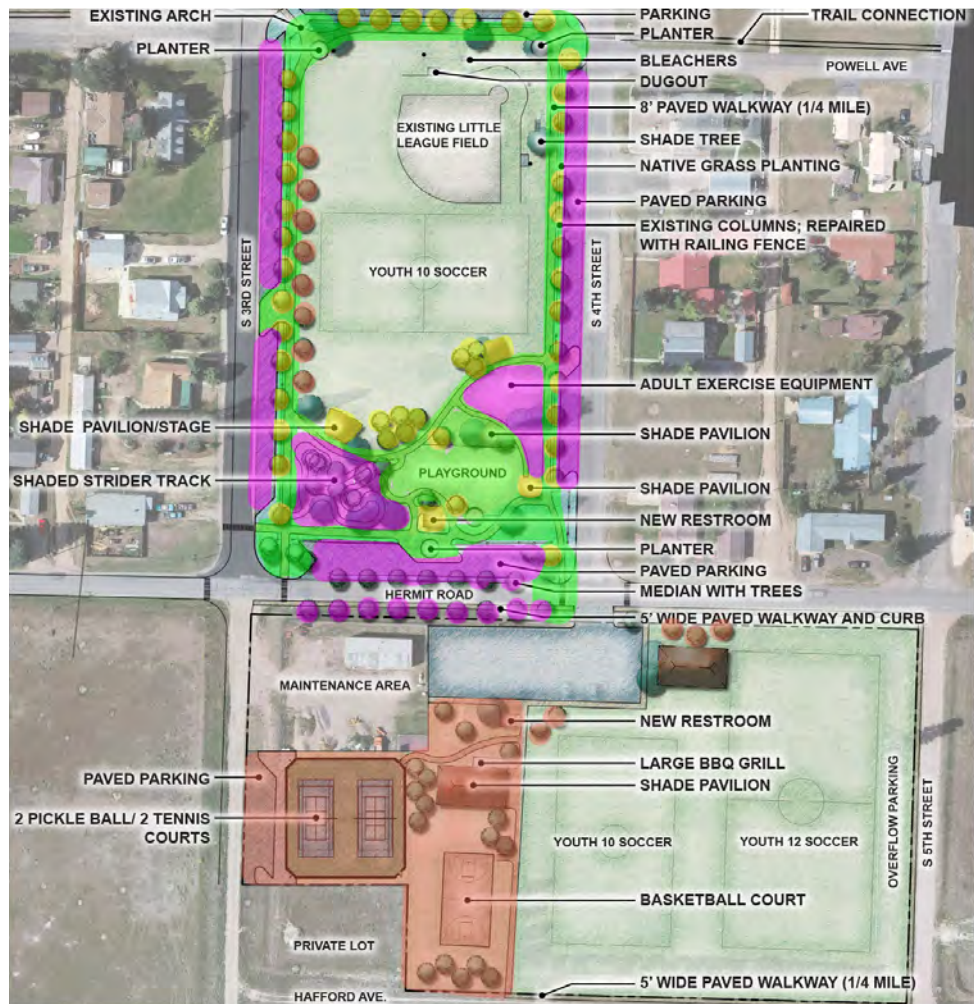 EXISTING ARCH
PARKING
TRAIL CONNECTION
PLANTER
PLANTER
BLEACHERS
POWELL AVE
DUGOUT
8' PAVED WALKWAY (1/4 MILE)
EXISTING LITTLE
LEAGUE FIELD
SHADE TREE
NATIVE GRASS PLANTING
PAVED PARKING
EXISTING COLUMNS; REPAIRED
WITH RAILING FENCE
YOUTH 10 SOCCER
S 3RD STREET
S 4TH STREET
ADULT EXERCISE EQUIPMENT
SHADE PAVILION/STAGE
SHADE PAVILION
PLAYGROUND
SHADED STRIDER TRACK
SHADE PAVILION
NEW RESTROOM
PLANTER
PAVED PARKING
MEDIAN WITH TREES
HERMIT ROAD
5' WIDE PAVED WALKWAY AND CURB
MAINTENANCE AREA
NEW RESTROOM
LARGE BBQ GRILL
PAVED PARKING
SHADE PAVILION
2 PICKLE BALL/ 2 TENNIS
COURTS
YOUTH 10 SOCCER
YOUTH 12 SOCCER
OVERFLOW PARKING
S 5TH STREET
BASKETBALL COURT
PRIVATE LOT
5' WIDE PAVED WALKWAY (1/4 MILE)
HAFFORD AVE.